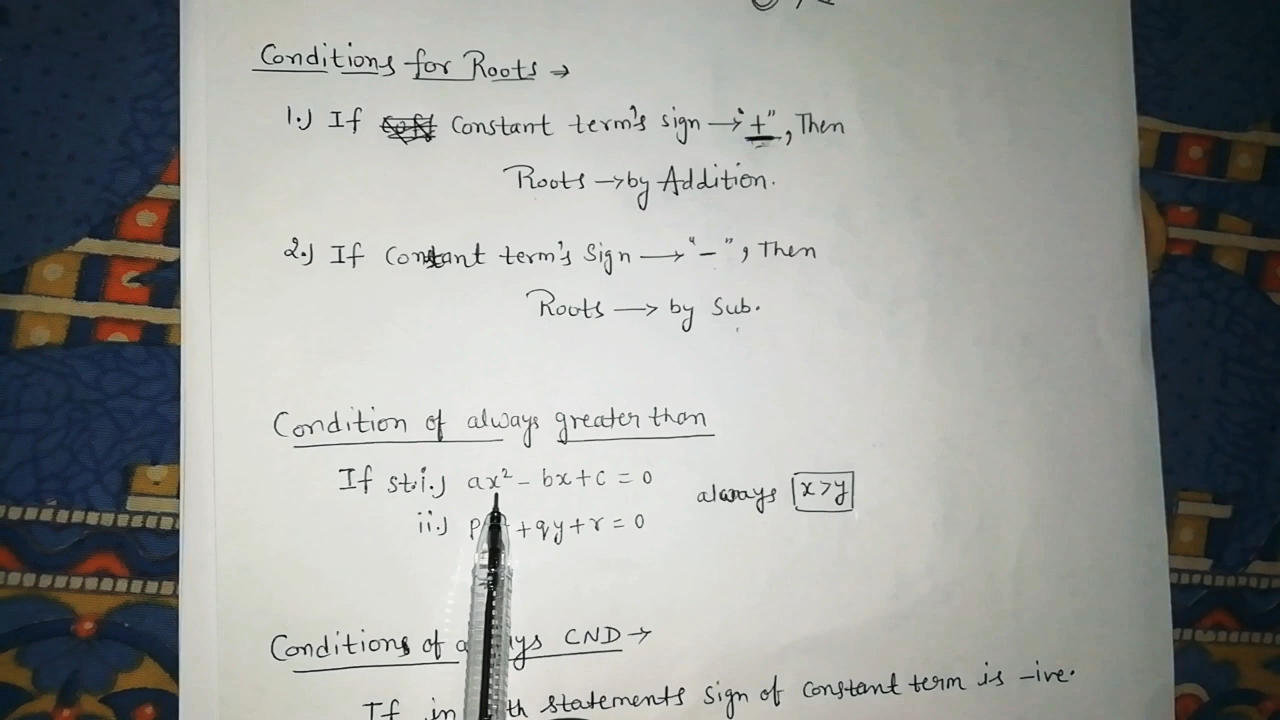 Conditions for Roots →
1.) If Constant term's sign → "+", Then
Roots → by Addition.
2.) If Constant term's Sign → "-", Then
Roots → by Sub.
Condition of always greater than
If st.i.) ax² - bx + c = 0
always x>y
ii.) p + qy + r = 0
Conditions of CND →
If in statements sign of constant term is -ive.